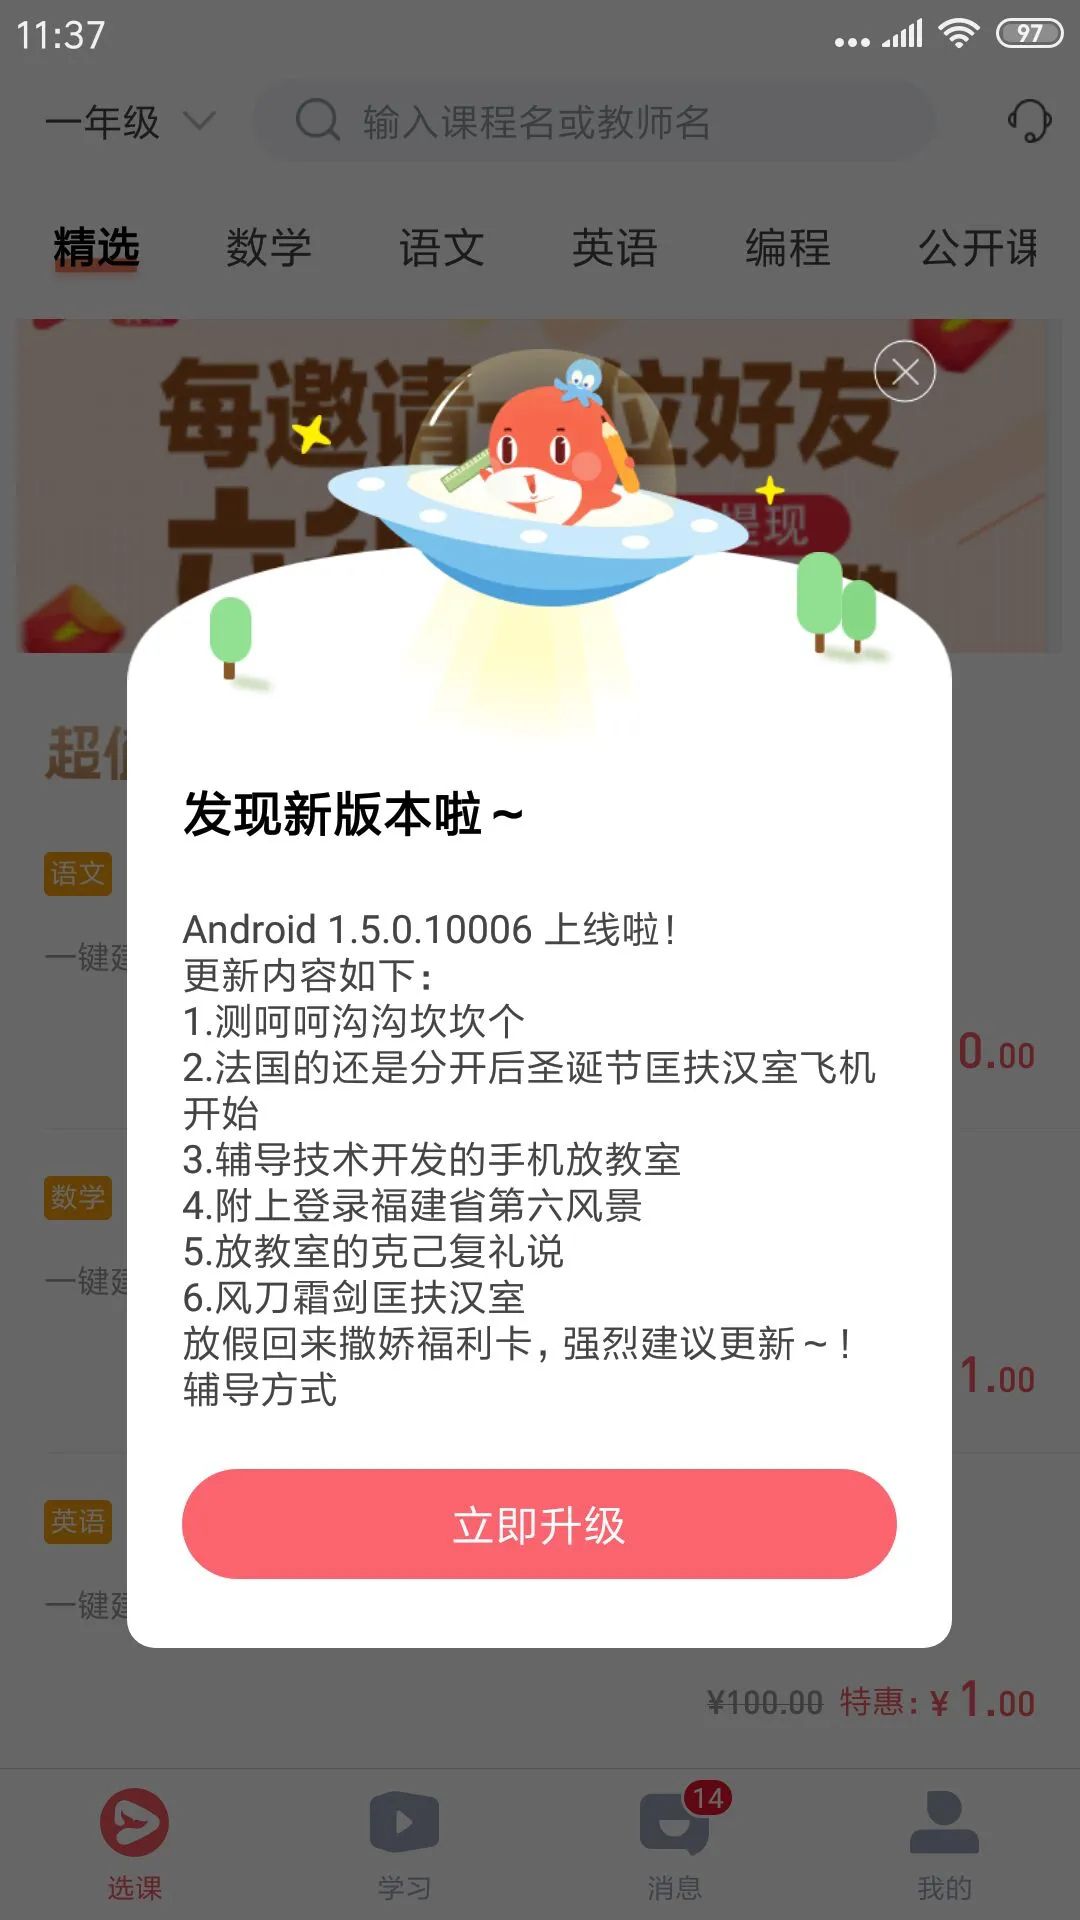 11:37
97
一年级
输入课程名或教师名
精选 数学 语文 英语 编程 公开课
每邀请 位好友
提现
超值
语文
一键建
0.00
数学
一键建
1.00
英语
一键建
¥100.00 特惠：¥ 1.00
发现新版本啦～
Android 1.5.0.10006 上线啦！
更新内容如下：
1.测呵呵沟沟坎坎个
2.法国的还是分开后圣诞节匡扶汉室飞机
开始
3.辅导技术开发的手机放教室
4.附上登录福建省第六风景
5.放教室的克己复礼说
6.风刀霜剑匡扶汉室
放假回来撒娇福利卡，强烈建议更新～！
辅导方式
立即升级
14
选课 学习 消息 我的